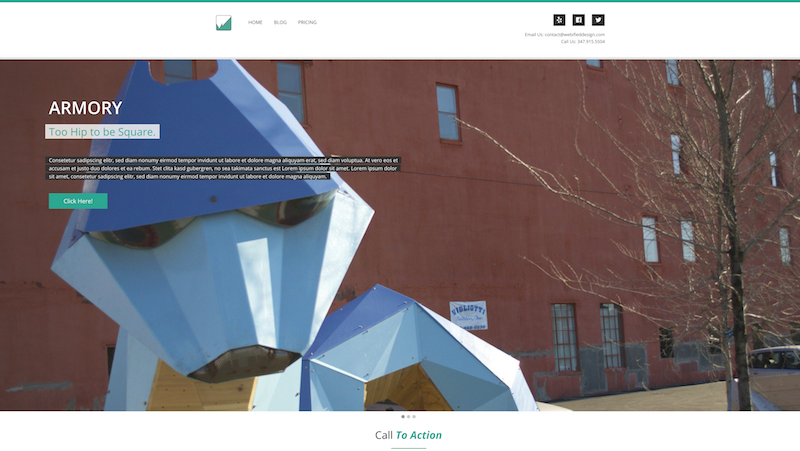 HOME BLOG PRICING
Email Us: contact@webifieddesign.com
Call Us: 347.915.5554
ARMORY
Too Hip to be Square.
Consetetur sadipscing elitr, sed diam nonumy eirmod tempor invidunt ut labore et dolore magna aliquyam erat, sed diam voluptua. At vero eos et
accusam et justo duo dolores et ea rebum. Stet clita kasd gubergren, no sea takimata sanctus est Lorem ipsum dolor sit amet. Lorem ipsum dolor
sit amet, consetetur sadipscing elitr, sed diam nonumy eirmod tempor invidunt ut labore et dolore magna aliquyam.
Click Here!
VIGLIOTTI
Call To Action